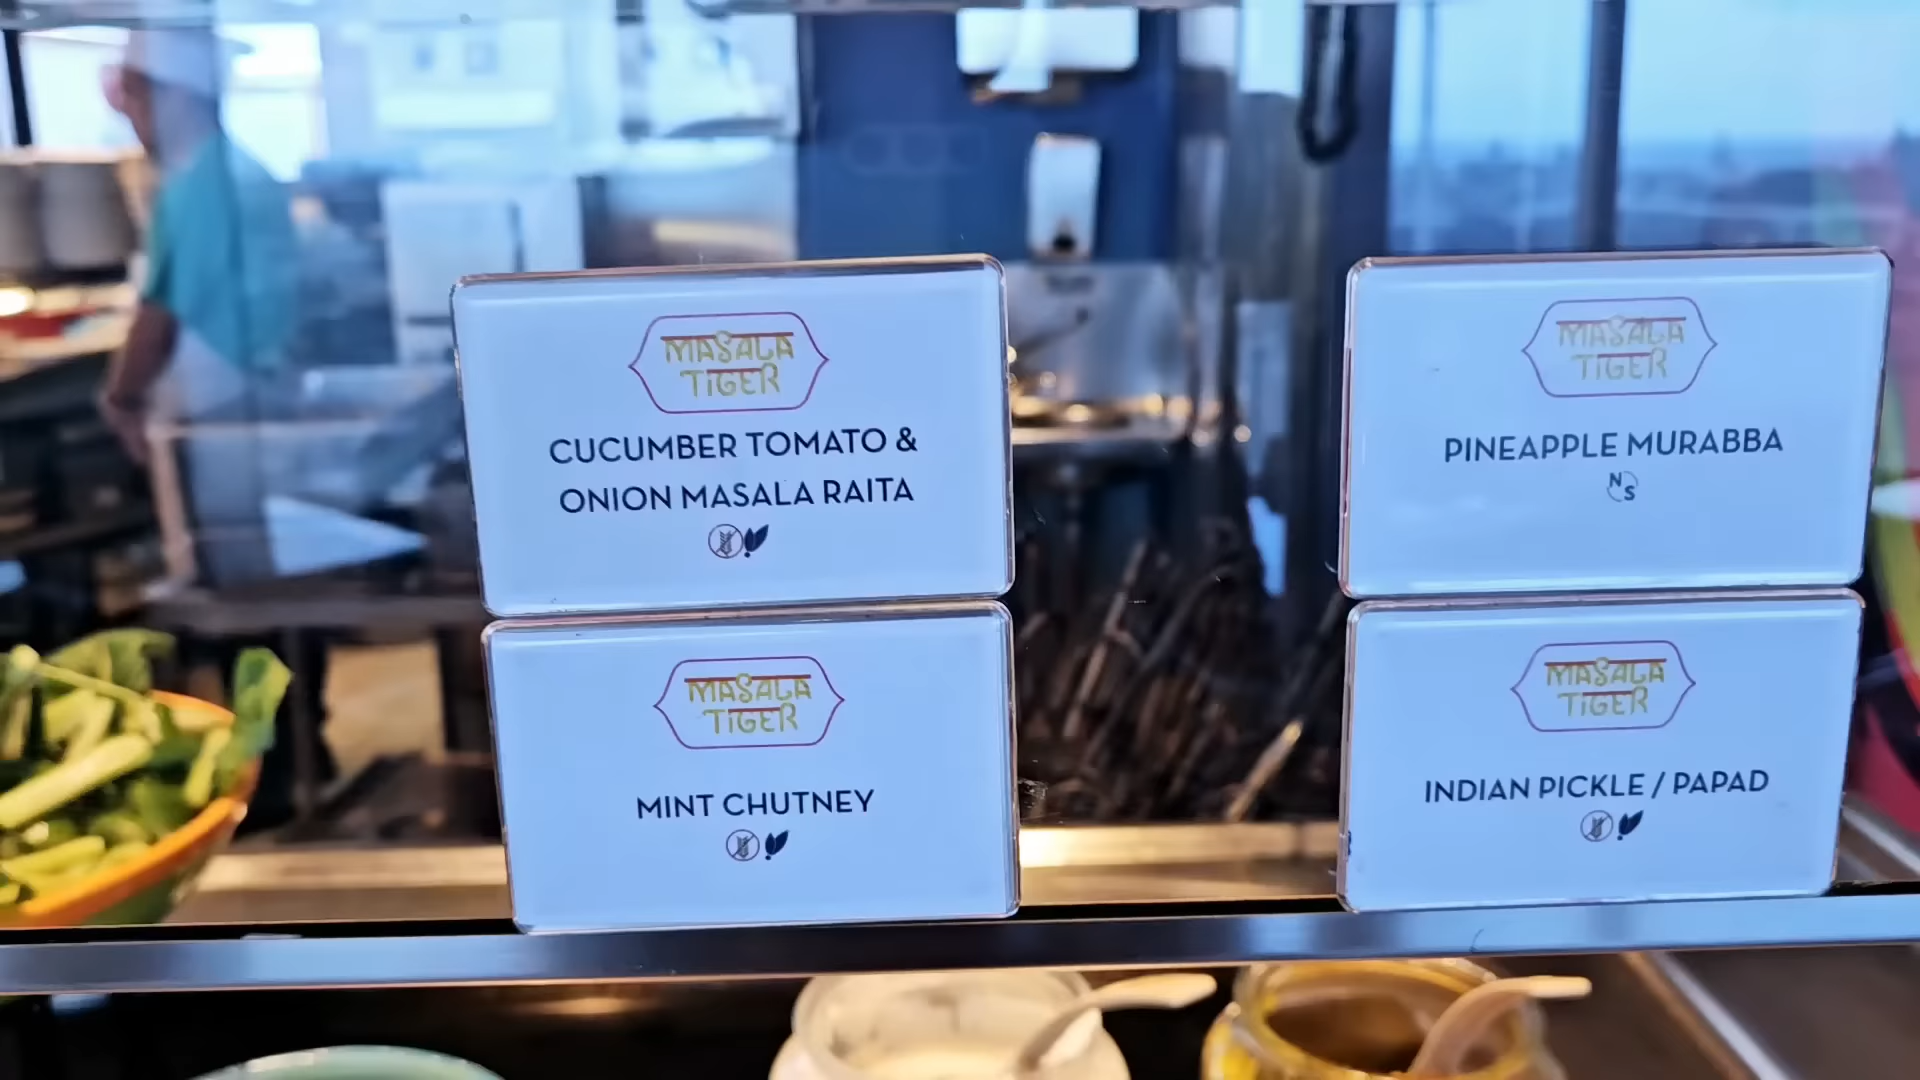 MASALA
TIGER
CUCUMBER TOMATO &
ONION MASALA RAITA
MASALA
TIGER
PINEAPPLE MURABBA
NS
MASALA
TIGER
MINT CHUTNEY
MASALA
TIGER
INDIAN PICKLE / PAPAD